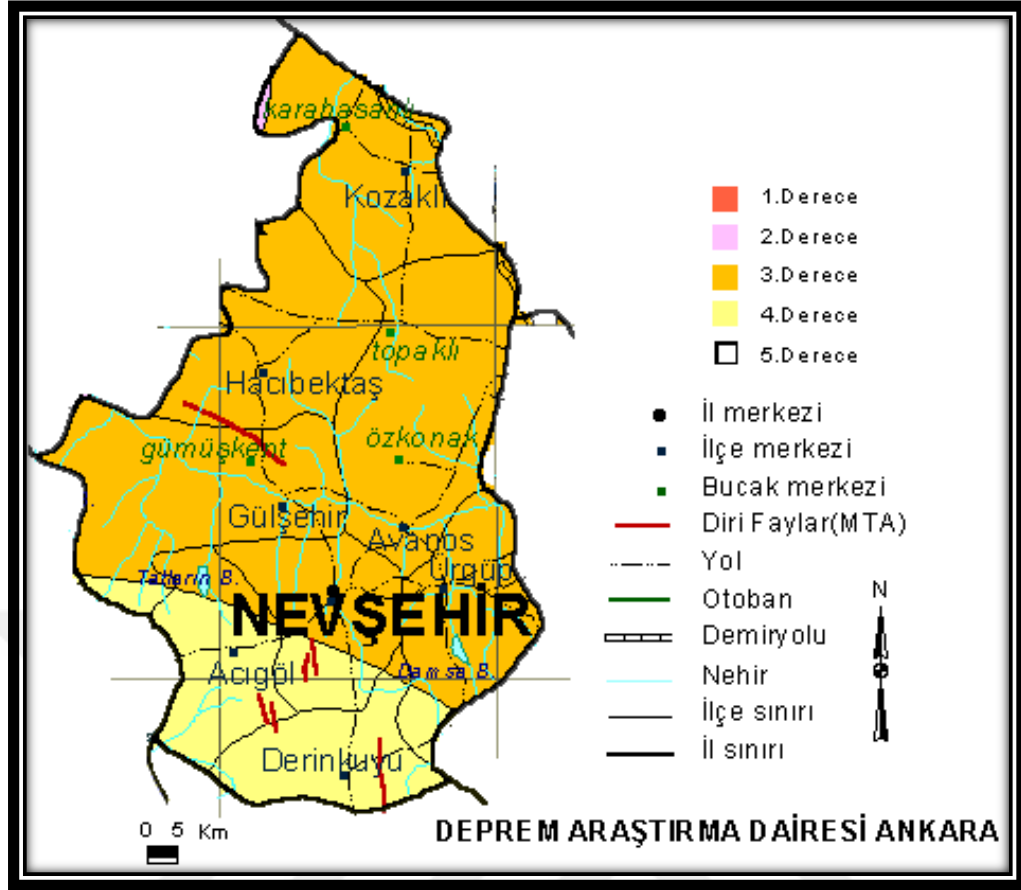 karahasanlı
Kozaklı
topaklı
Hacıbektaş
gümüşkent
özkonak
Gülşehir
Avanos
Ürgüp
Tatlarin B.
NEVŞEHİR
Acıgöl
Damsa B.
Derinkuyu
0 5 Km
1.Derece
2.Derece
3.Derece
4.Derece
5.Derece
İl merkezi
İlçe merkezi
Bucak merkezi
Diri Faylar(MTA)
Yol
Otoban
Demiryolu
Nehir
İlçe sınırı
İl sınırı
N
DEPREM ARAŞTIRMA DAİRESİ ANKARA